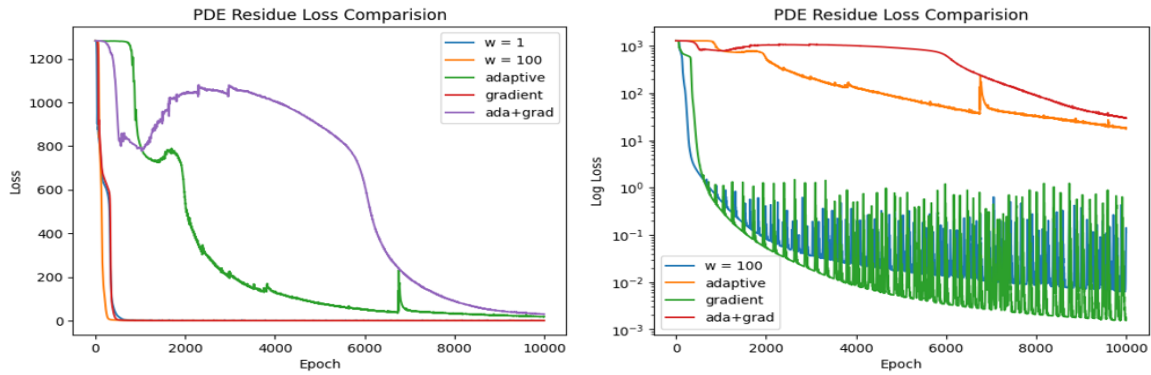 PDE Residue Loss Comparision
Loss
1200
1000
800
600
400
200
0
0
2000
4000
6000
8000
10000
Epoch
w = 1
w = 100
adaptive
gradient
ada+grad
PDE Residue Loss Comparision
Log Loss
10³
10²
10¹
10⁰
10⁻¹
10⁻²
10⁻³
0
2000
4000
6000
8000
10000
Epoch
w = 100
adaptive
gradient
ada+grad